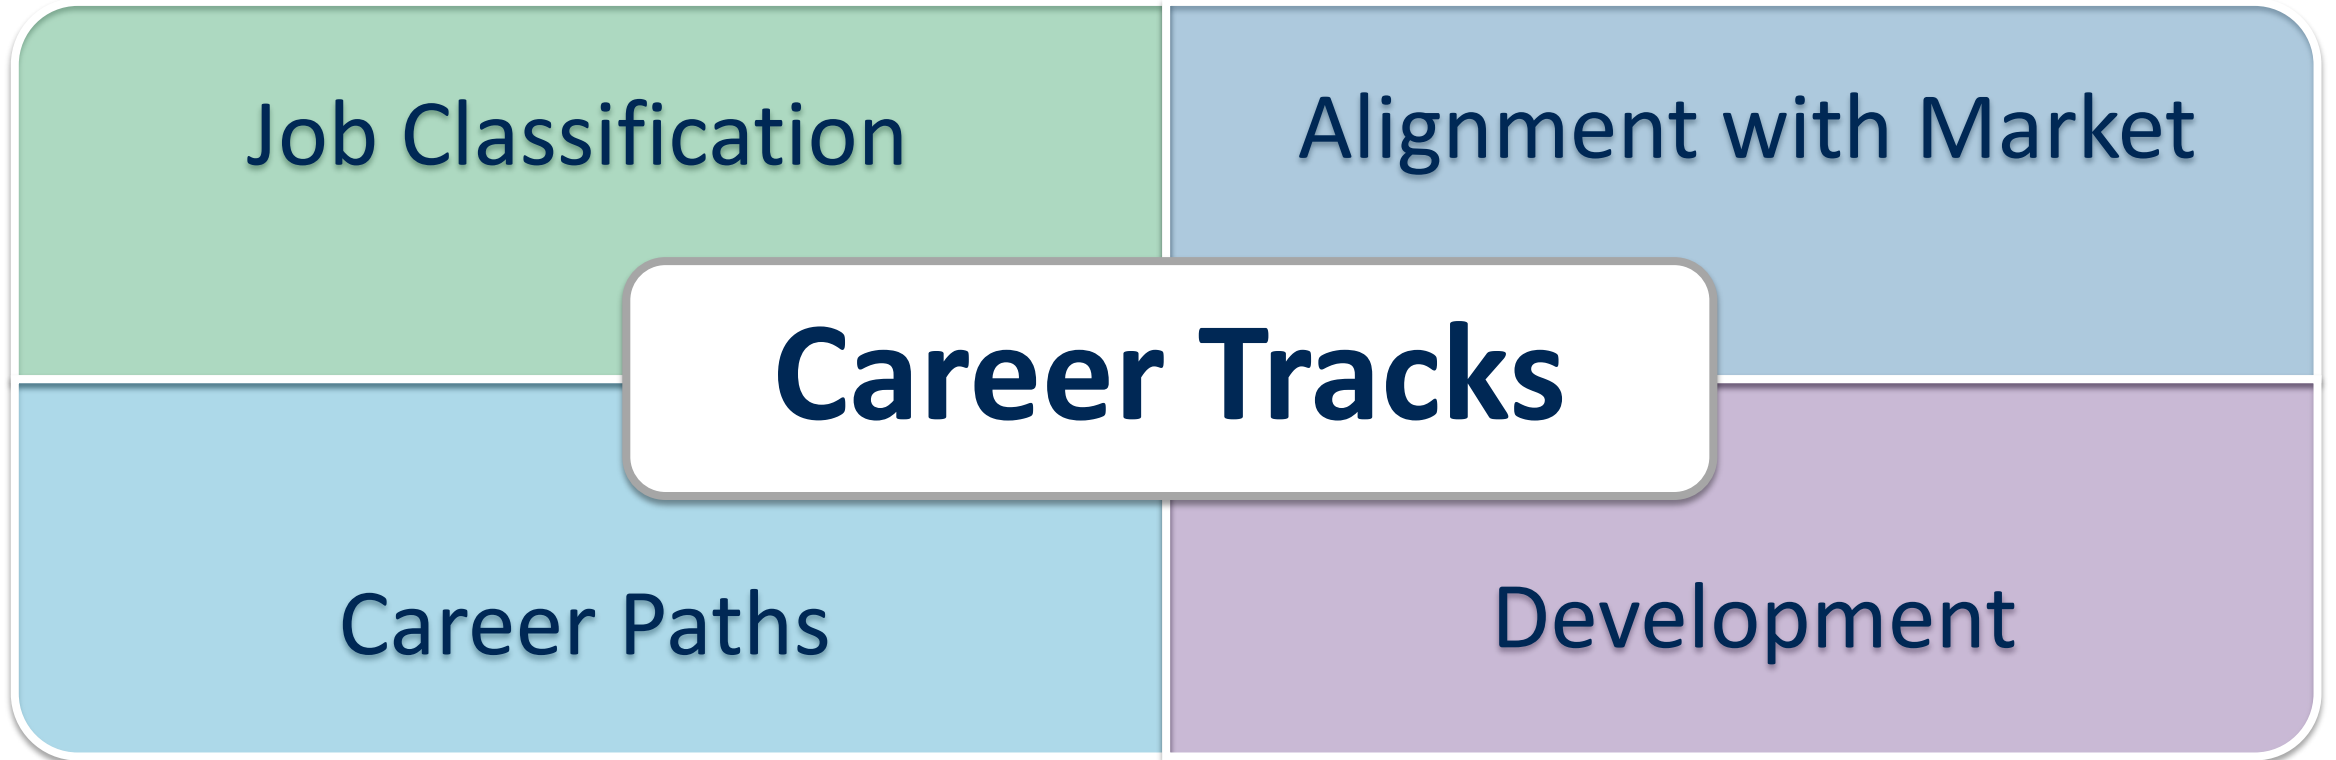 Job Classification
Alignment with Market
Career Tracks
Career Paths
Development